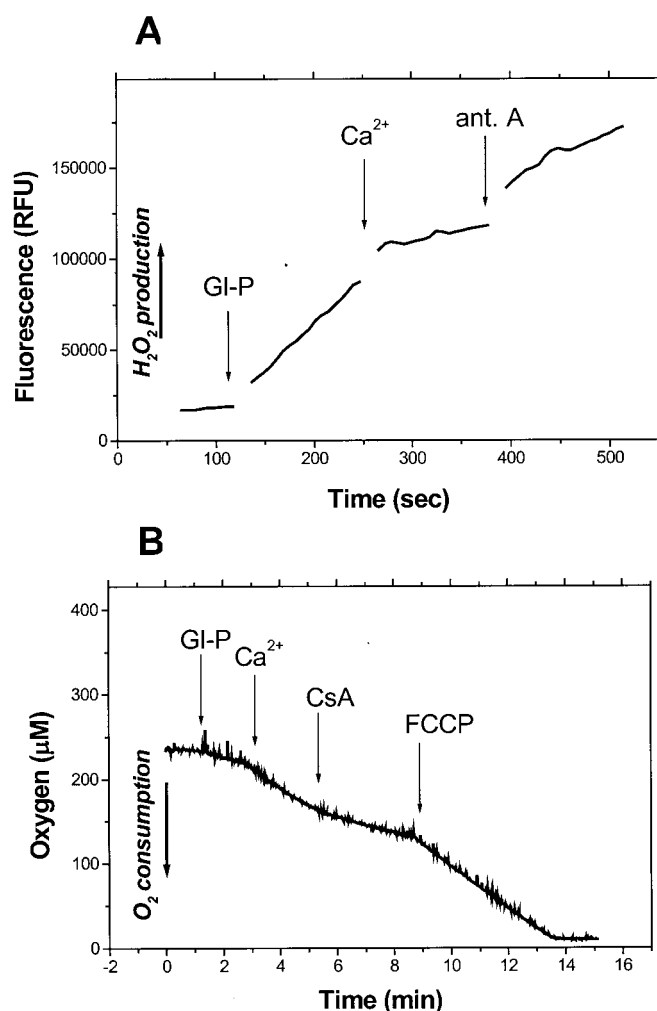 A
Fluorescence (RFU)
H₂O₂ production
150000
100000
50000
0
Gl-P
Ca²⁺
ant. A
0 100 200 300 400 500
Time (sec)
B
Oxygen (μM)
O₂ consumption
400
300
200
100
0
Gl-P
Ca²⁺
CsA
FCCP
-2 0 2 4 6 8 10 12 14 16
Time (min)